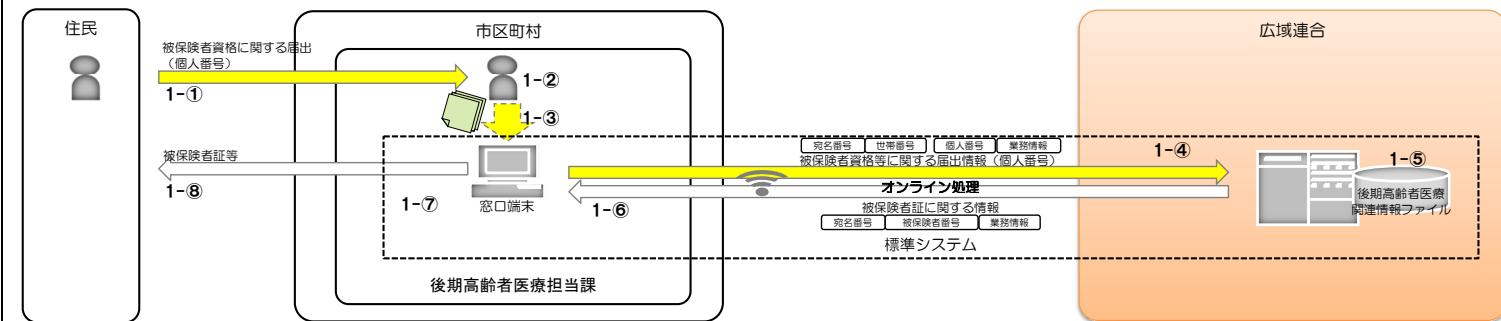 住民
市区町村
広域連合
被保険者資格に関する届出
(個人番号)
1-①
1-②
1-③
宛名番号 世帯番号 個人番号 業務情報
被保険者資格等に関する届出情報(個人番号)
1-④
1-⑤
後期高齢者医療
関連情報ファイル
被保険者証等
1-⑧
1-⑦
窓口端末
オンライン処理
1-⑥
被保険者証に関する情報
宛名番号 被保険者番号 業務情報
標準システム
後期高齢者医療担当課